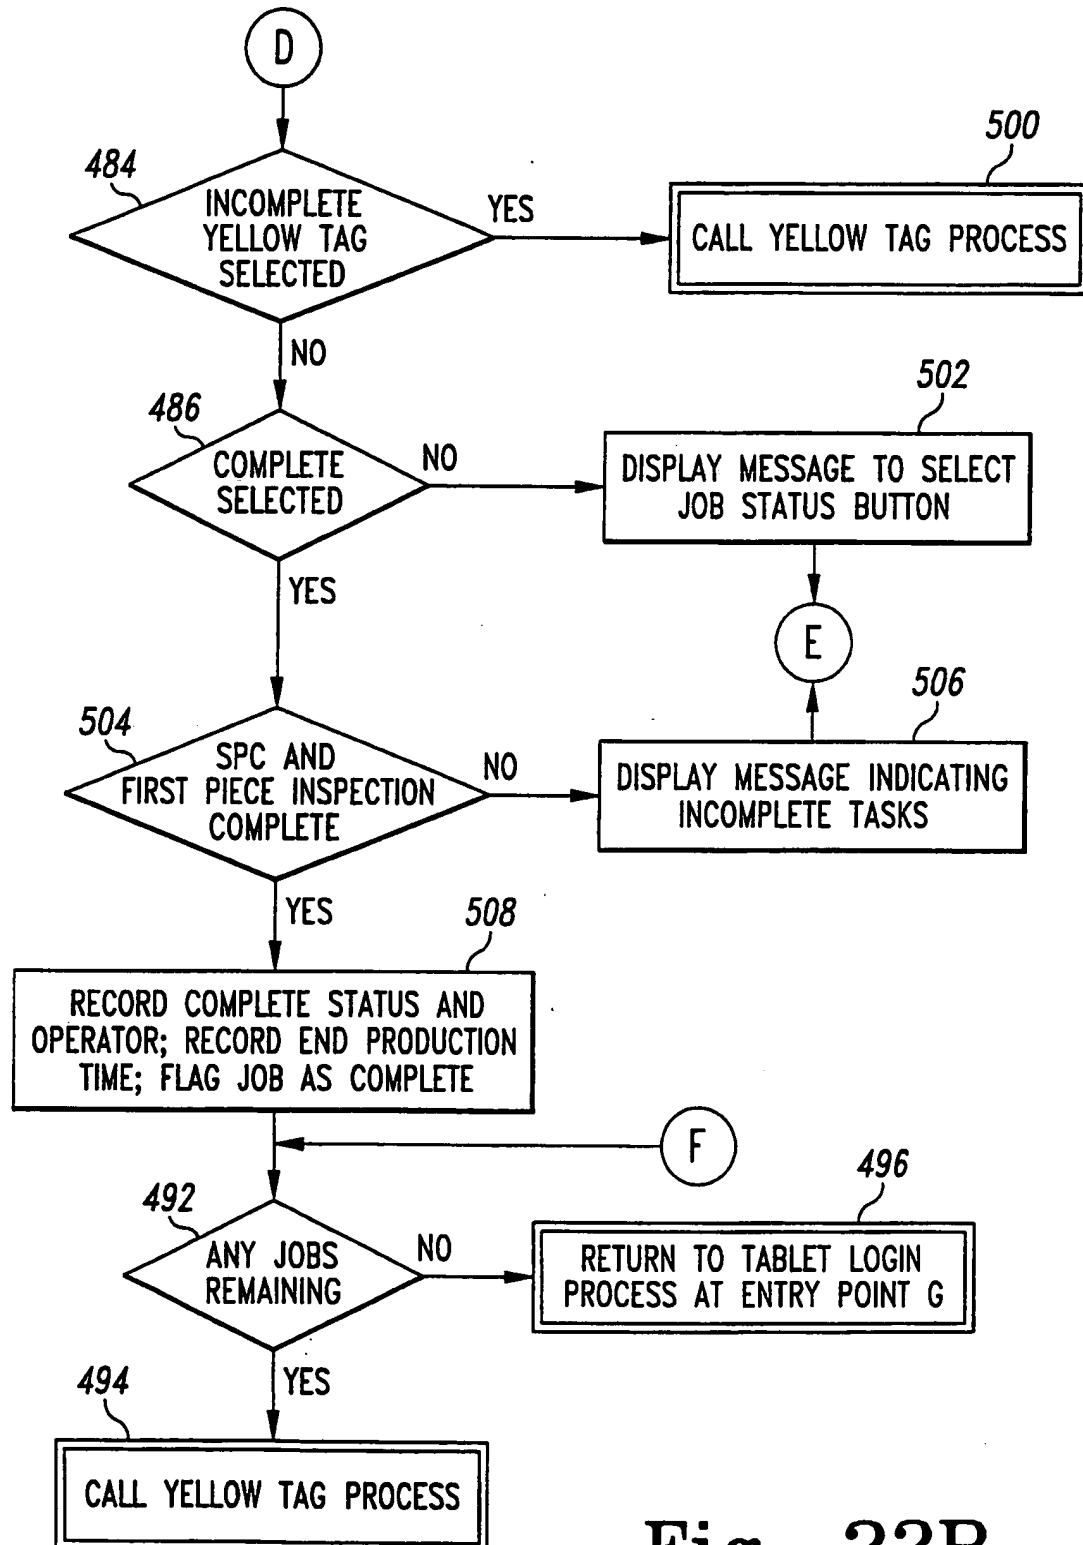 D
484
INCOMPLETE
YELLOW TAG
SELECTED
YES
500
CALL YELLOW TAG PROCESS
NO
486
COMPLETE
SELECTED
NO
502
DISPLAY MESSAGE TO SELECT
JOB STATUS BUTTON
YES
E
504
SPC AND
FIRST PIECE INSPECTION
COMPLETE
NO
506
DISPLAY MESSAGE INDICATING
INCOMPLETE TASKS
YES
508
RECORD COMPLETE STATUS AND
OPERATOR; RECORD END PRODUCTION
TIME; FLAG JOB AS COMPLETE
F
492
ANY JOBS
REMAINING
NO
496
RETURN TO TABLET LOGIN
PROCESS AT ENTRY POINT G
YES
494
CALL YELLOW TAG PROCESS
Fig.